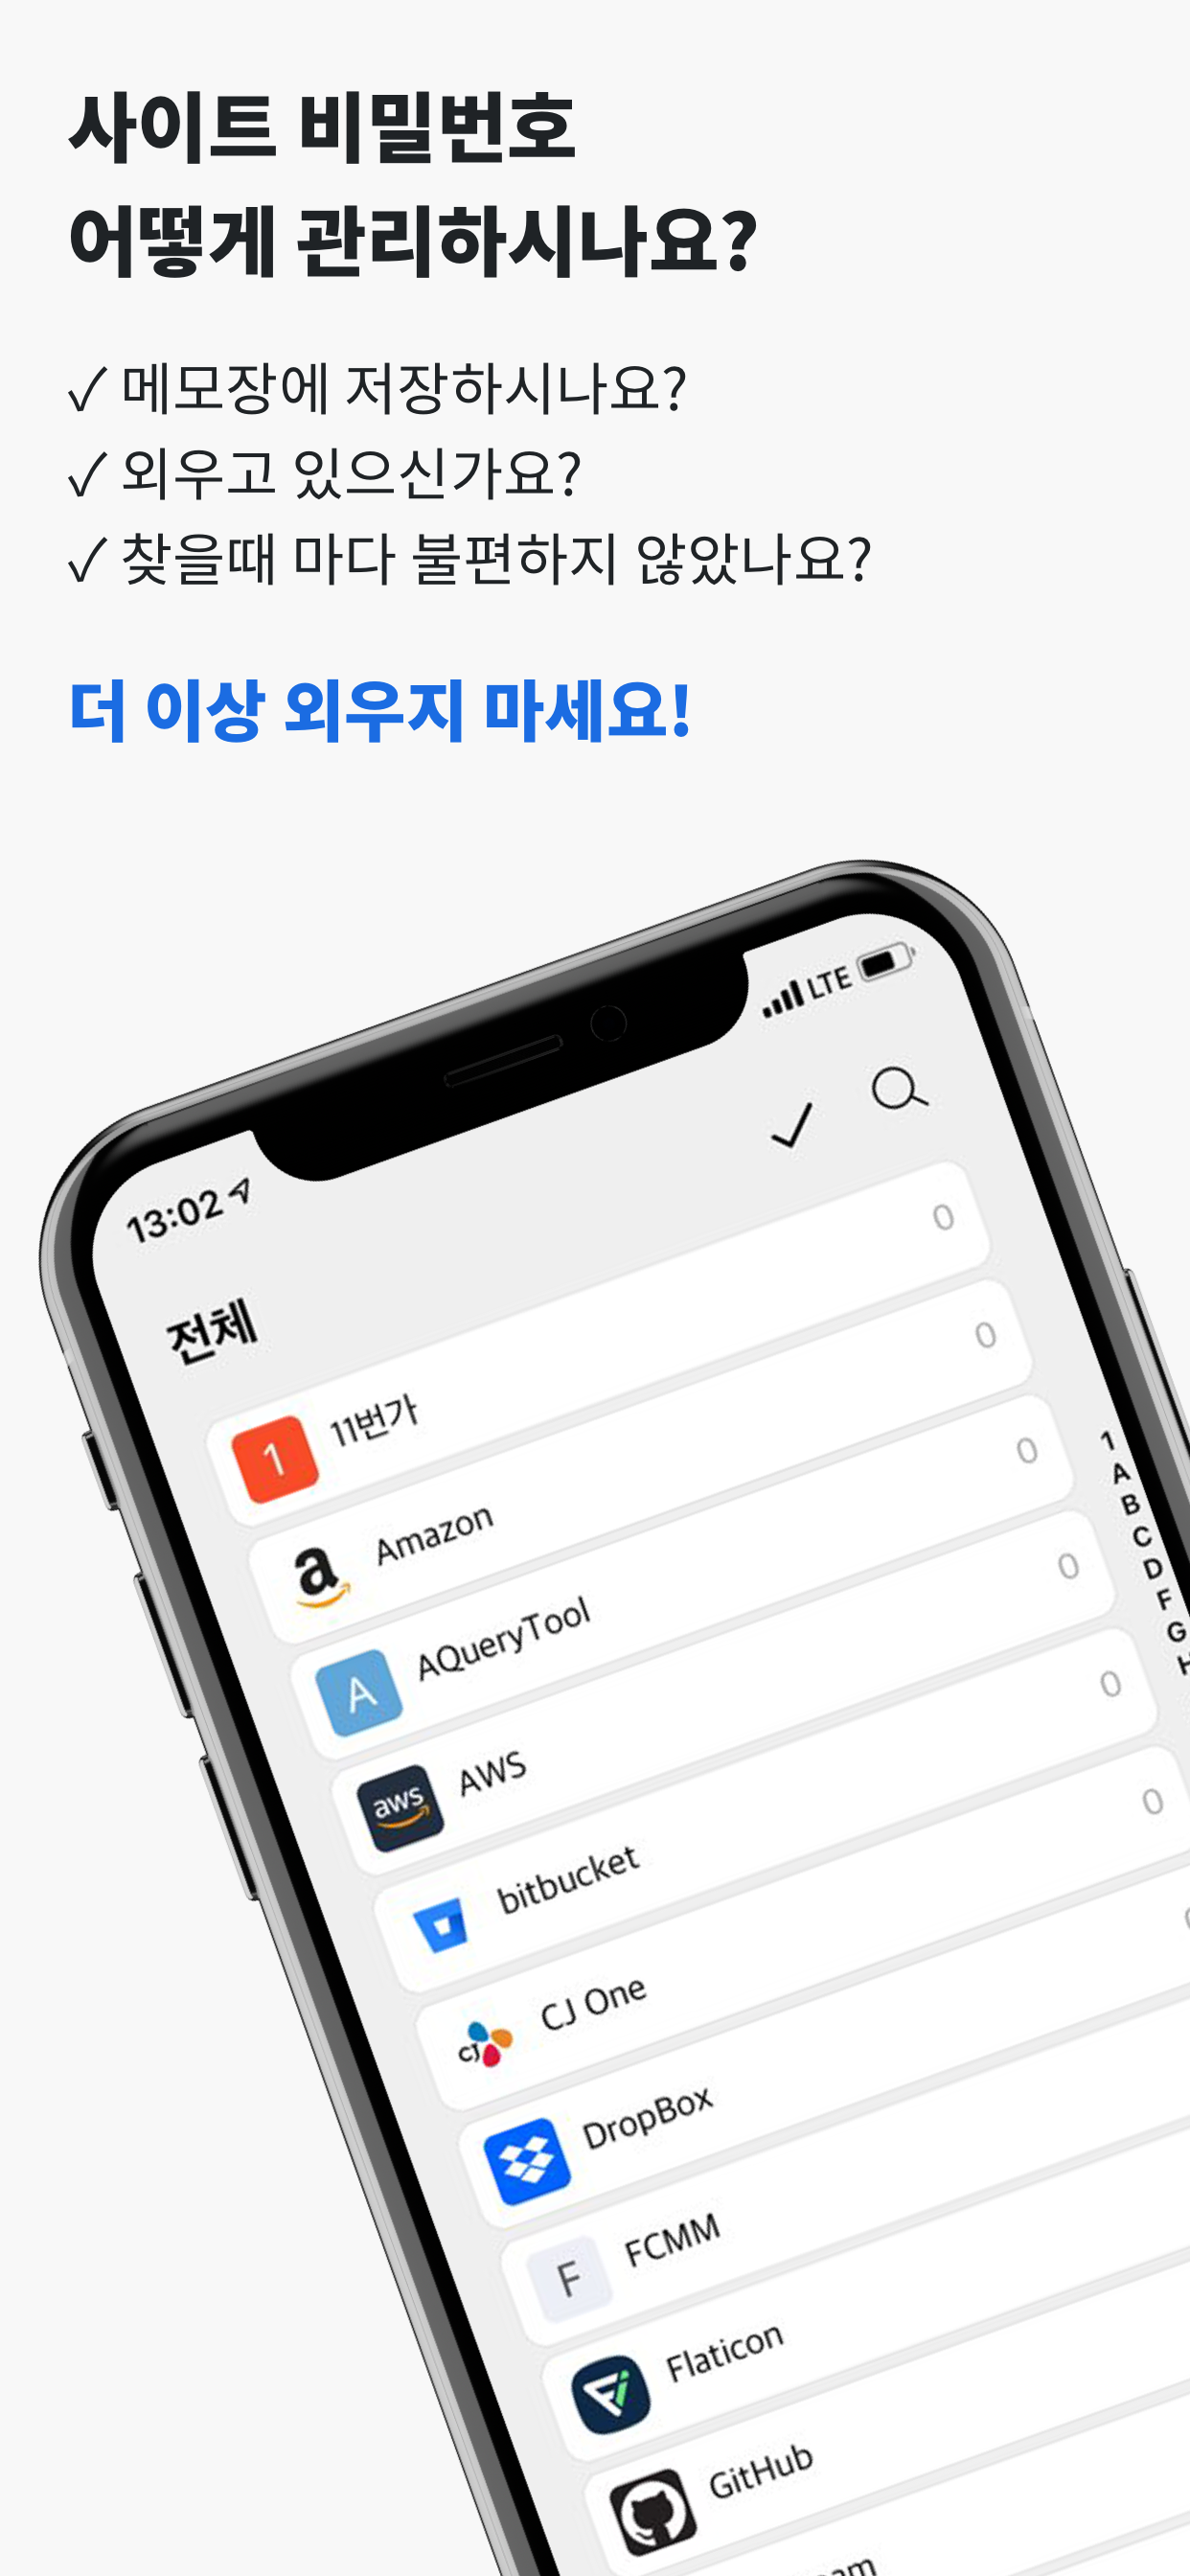 사이트 비밀번호
어떻게 관리하시나요?
✓ 메모장에 저장하시나요?
✓ 외우고 있으신가요?
✓ 찾을때 마다 불편하지 않았나요?
더 이상 외우지 마세요!
13:02
LTE
전체
1 11번가 0
a Amazon 0
A AQueryTool 0
aws AWS 0
bitbucket 0
CJ CJ One 0
DropBox
F FCMM
Flaticon
GitHub
1
A
B
C
D
F
G
H